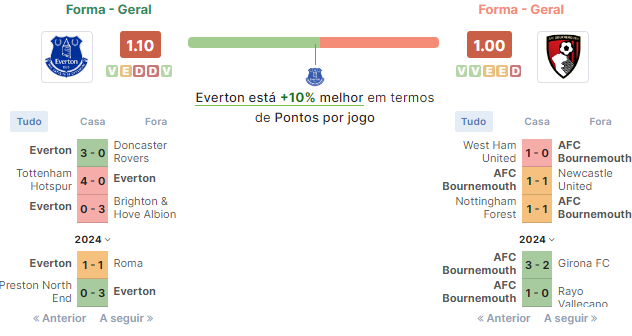 Forma - Geral
Forma - Geral
Everton
1.10
V E D D V
1.00
V V E E D
Everton está +10% melhor em termos
de Pontos por jogo
Tudo Casa Fora
Everton 3 - 0 Doncaster
Rovers
Tottenham
Hotspur 4 - 0 Everton
Everton 0 - 3 Brighton &
Hove Albion
2024
Everton 1 - 1 Roma
Preston North
End 0 - 3 Everton
« Anterior A seguir »
Tudo Casa Fora
West Ham
United 1 - 0 AFC
Bournemouth
AFC
Bournemouth 1 - 1 Newcastle
United
Nottingham
Forest 1 - 1 AFC
Bournemouth
2024
AFC
Bournemouth 3 - 2 Girona FC
AFC
Bournemouth 1 - 0 Rayo
Vallecano
« Anterior A seguir »